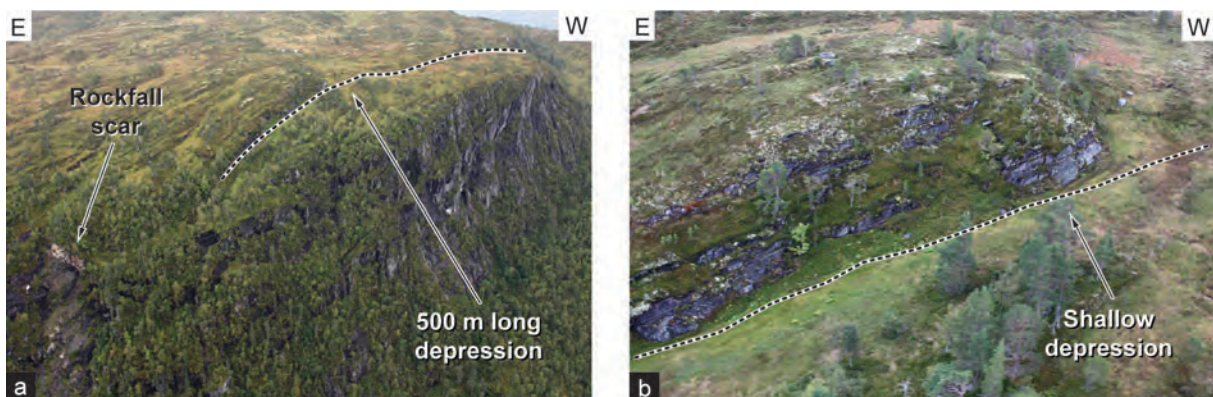 E
W
Rockfall
scar
500 m long
depression
a
E
W
Shallow
depression
b